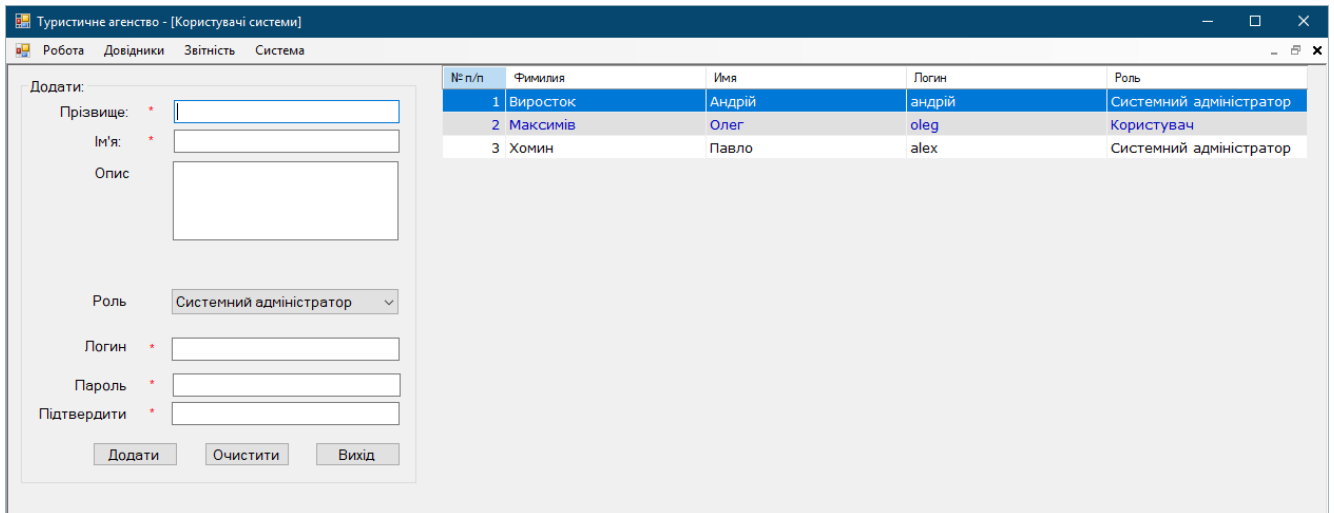 Туристичне агенство - [Користувачі системи]
Робота Довідники Звітність Система
Додати:
Прізвище: *
Ім'я: *
Опис
Роль Системний адміністратор
Логин *
Пароль *
Підтвердити *
Додати Очистити Вихід
№ п/п Фимилия Имя Логин Роль
1 Виросток Андрій андрій Системний адміністратор
2 Максимів Олег oleg Користувач
3 Хомин Павло alex Системний адміністратор